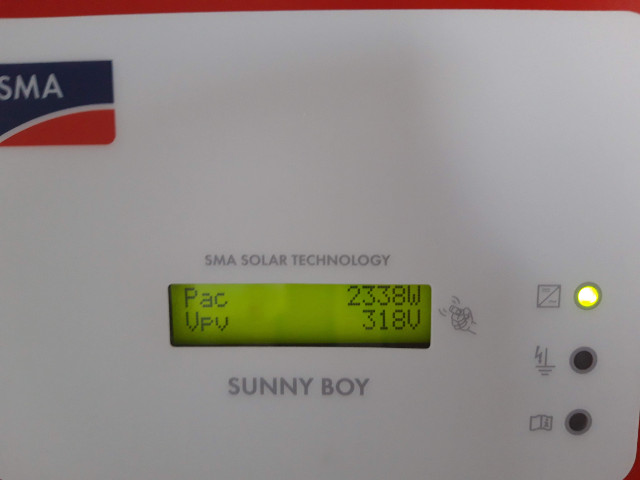 SMA
SMA SOLAR TECHNOLOGY
Pac 2338W
Vpv 318V
SUNNY BOY